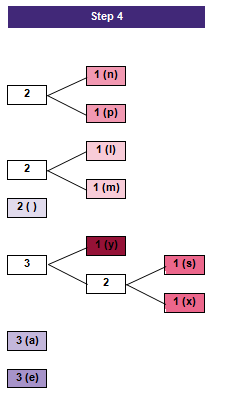 Step 4
1 (n)
2
1 (p)
1 (l)
2
1 (m)
2 ( )
1 (y)
3
2
1 (s)
1 (x)
3 (a)
3 (e)